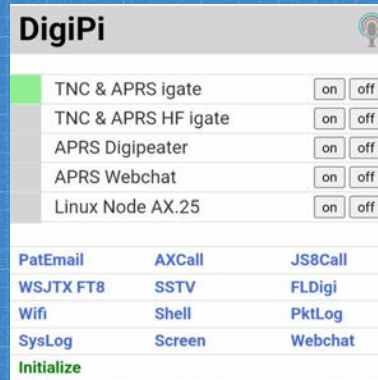 DigiPi
TNC & APRS igate on off
TNC & APRS HF igate on off
APRS Digipeater on off
APRS Webchat on off
Linux Node AX.25 on off
PatEmail AXCall JS8Call
WSJTX FT8 SSTV FLDigi
Wifi Shell PktLog
SysLog Screen Webchat
Initialize